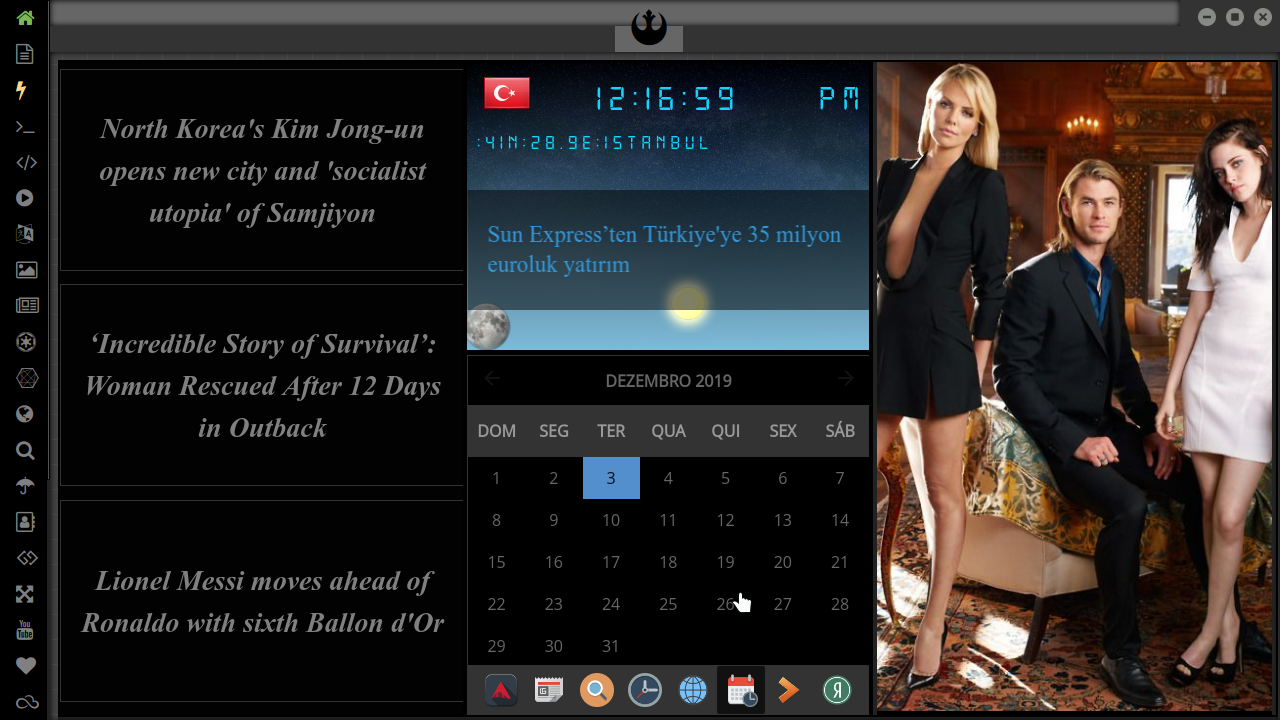 North Korea's Kim Jong-un
opens new city and 'socialist
utopia' of Samjiyon
‘Incredible Story of Survival’:
Woman Rescued After 12 Days
in Outback
Lionel Messi moves ahead of
Ronaldo with sixth Ballon d'Or
12:16:59 PM
:41N:28.9E:ISTANBUL
Sun Express’ten Türkiye'ye 35 milyon
euroluk yatırım
DEZEMBRO 2019
DOM SEG TER QUA QUI SEX SÁB
1 2 3 4 5 6 7
8 9 10 11 12 13 14
15 16 17 18 19 20 21
22 23 24 25 26 27 28
29 30 31
You
Tube
Я